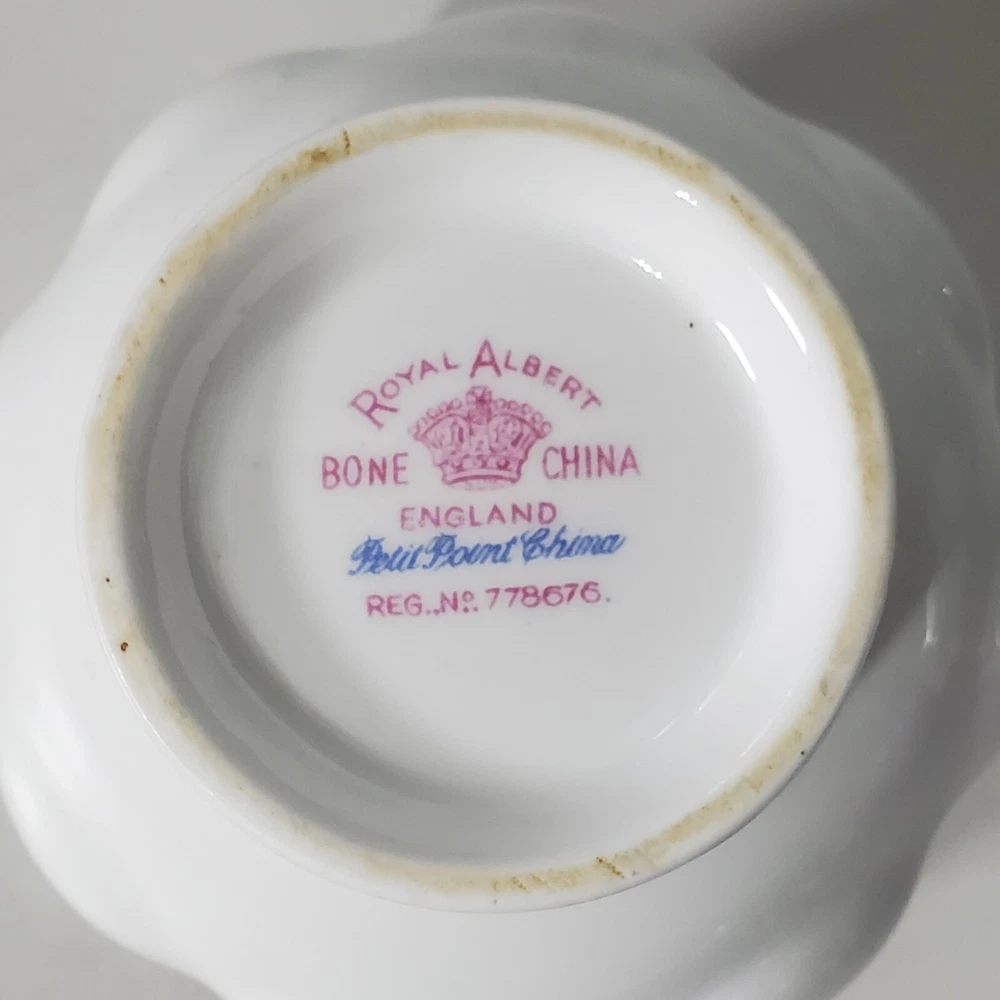 ROYAL ALBERT
BONE CHINA
ENGLAND
Petit Point China
REG. Nº. 778676.